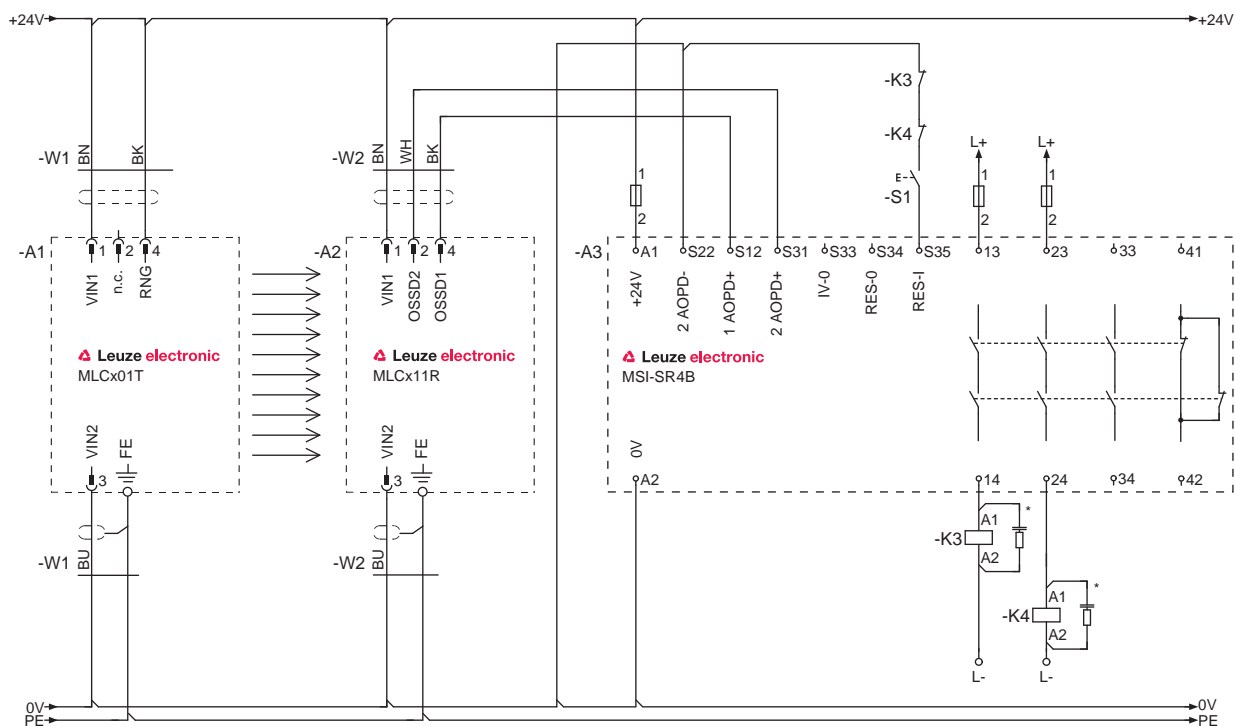 +24V +24V
-K3
-K4
E
-S1
L+ L+
1 1 1
2 2 2
-W1 BN BK
-W2 BN WH BK
-A1 1 2 4
VIN1 n.c. RNG
-A2 1 2 4
VIN1 OSSD2 OSSD1
-A3 A1 S22 S12 S31 S33 S34 S35 13 23 33 41
+24V 2 AOPD- 1 AOPD+ 2 AOPD+ IV-0 RES-0 RES-I
Leuze electronic
MLCx01T
Leuze electronic
MLCx11R
Leuze electronic
MSI-SR4B
VIN2 FE
3
VIN2 FE
3
0V
A2 14 24 34 42
-W1 BU
-W2 BU
-K3 A1 *
A2
-K4 A1 *
A2
L- L-
0V 0V
PE PE